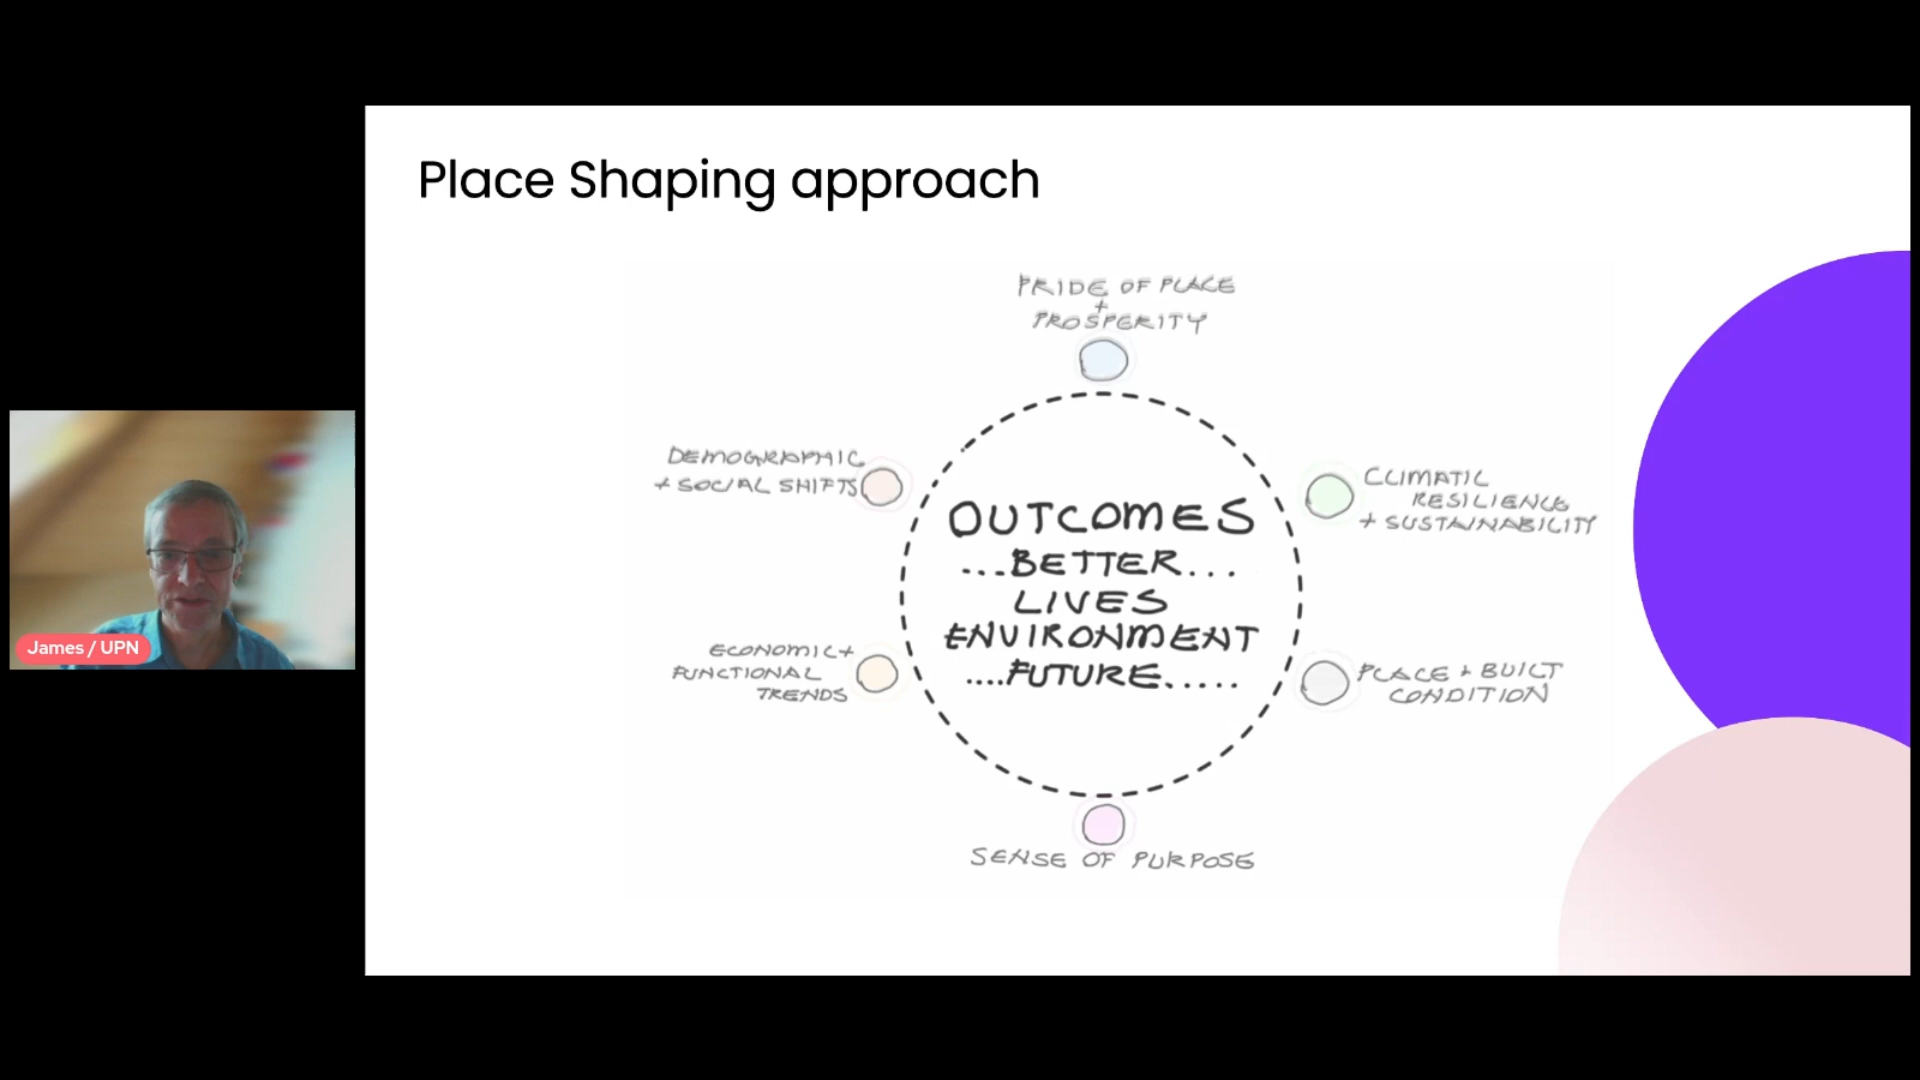 Place Shaping approach
PRIDE OF PLACE
+
PROSPERITY
DEMOGRAPHIC
+ SOCIAL SHIFTS
CLIMATIC
RESILIENCE
+ SUSTAINABILITY
OUTCOMES
...BETTER...
LIVES
ENVIRONMENT
....FUTURE.....
ECONOMIC +
FUNCTIONAL
TRENDS
PLACE + BUILT
CONDITION
SENSE OF PURPOSE
James / UPN